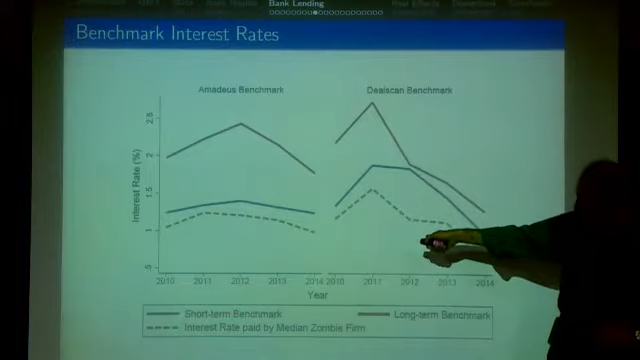 Bank Lending
Benchmark Interest Rates
Amadeus Benchmark
Dealscan Benchmark
Interest Rate (%)
2.5
2
1.5
1
.5
2010 2011 2012 2013 2014 2010 2011 2012 2013 2014
Year
Short-term Benchmark
Long-term Benchmark
Interest Rate paid by Median Zombie Firm